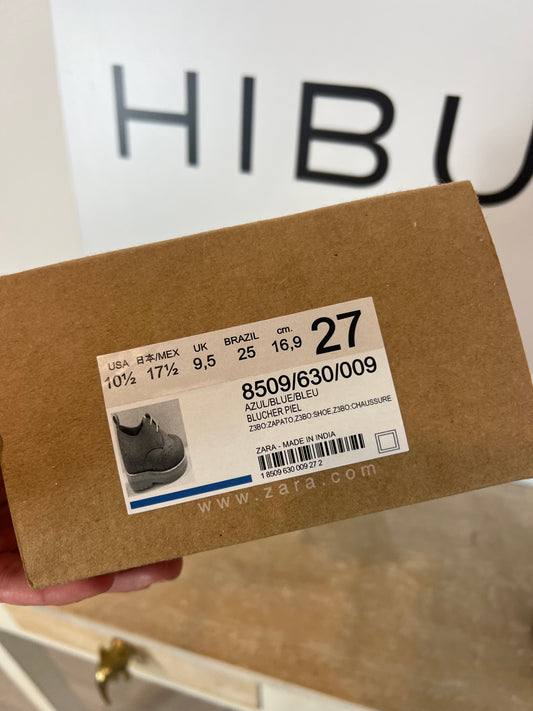 HIBU
USA 日本/MEX UK BRAZIL cm. 27
10½ 17½ 9,5 25 16,9
8509/630/009
AZUL/BLUE/BLEU
BLUCHER PIEL
Z3BO:ZAPATO,Z3BO:SHOE,Z3BO:CHAUSSURE
ZARA - MADE IN INDIA
1 8509 630 009 27 2
www.zara.com